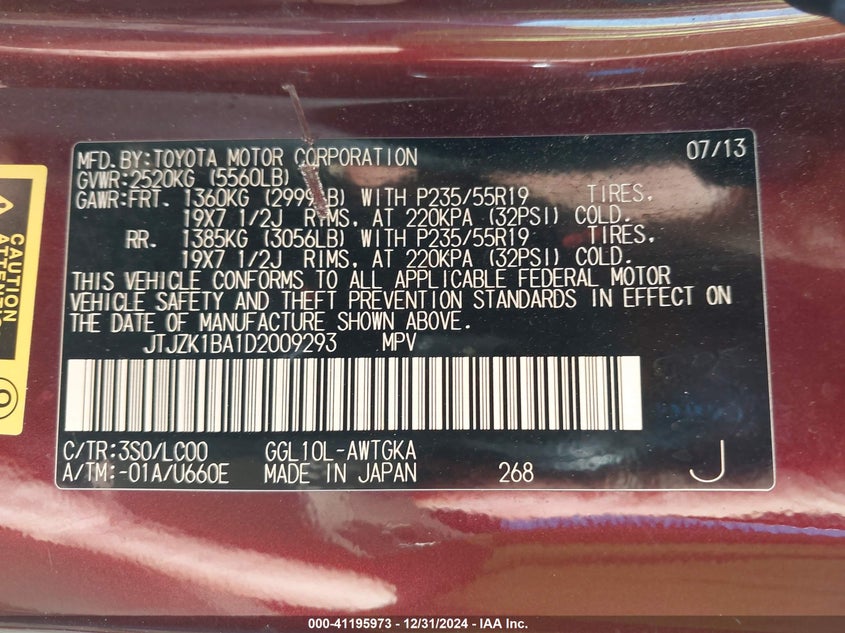 MFD. BY:TOYOTA MOTOR CORPORATION 07/13
GVWR:2520KG (5560LB)
GAWR:FRT. 1360KG (2999LB) WITH P235/55R19 TIRES,
19X7 1/2J RIMS, AT 220KPA (32PSI) COLD.
RR. 1385KG (3056LB) WITH P235/55R19 TIRES,
19X7 1/2J RIMS, AT 220KPA (32PSI) COLD.
THIS VEHICLE CONFORMS TO ALL APPLICABLE FEDERAL MOTOR
VEHICLE SAFETY AND THEFT PREVENTION STANDARDS IN EFFECT ON
THE DATE OF MANUFACTURE SHOWN ABOVE.
JTJZK1BA1D2009293 MPV
C/TR:3S0/LC00 GGL10L-AWTGKA
A/TM:-01A/U660E MADE IN JAPAN 268 J
CAUTION
000-41195973 - 12/31/2024 - IAA Inc.